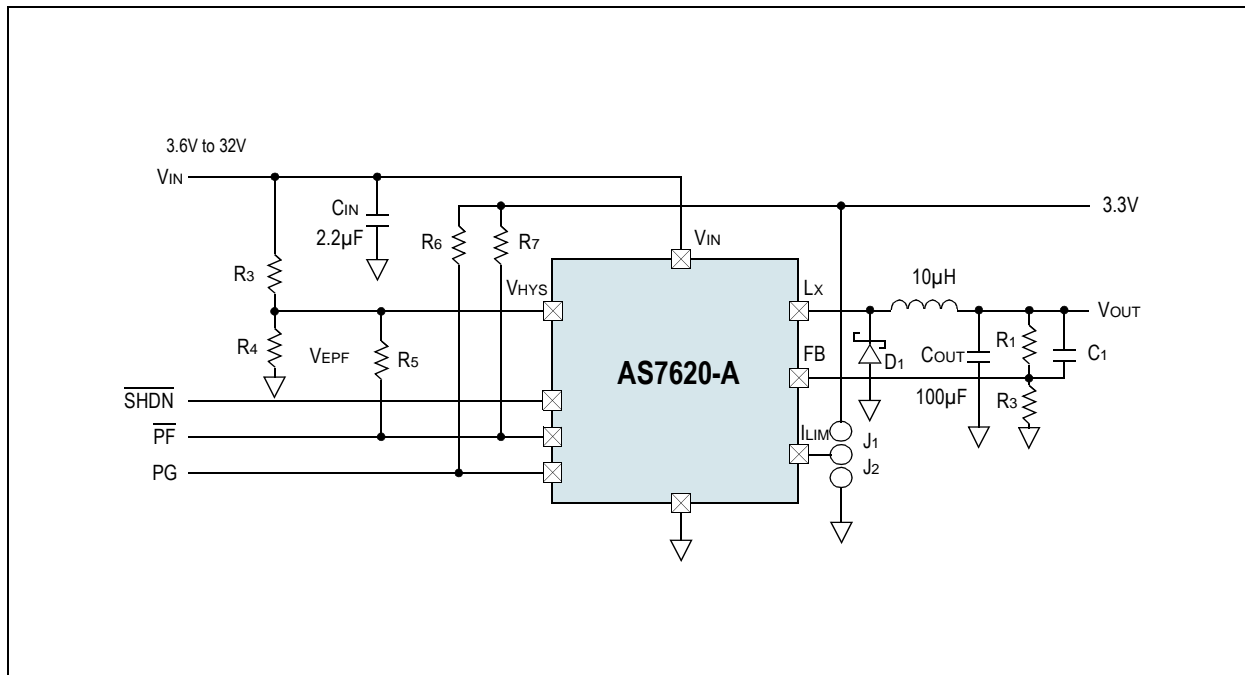 3.6V to 32V
VIN
CIN
2.2µF
R6
R7
VIN
3.3V
R3
VHYS
LX
10µH
VOUT
R4
VEPF
R5
AS7620-A
FB
D1
COUT
100µF
R1
C1
R3
SHDN
PF
PG
ILIM
J1
J2